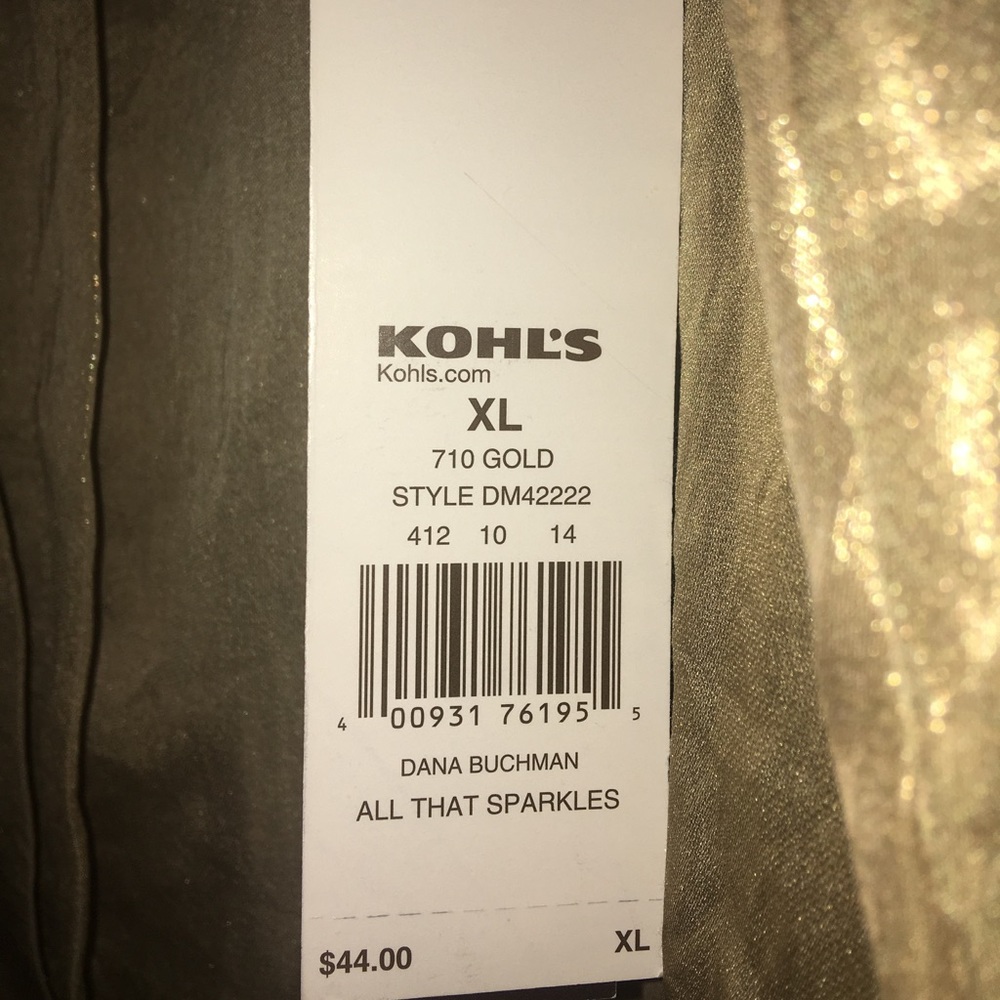 KOHL'S
Kohls.com
XL
710 GOLD
STYLE DM42222
412 10 14
4 00931 76195 5
DANA BUCHMAN
ALL THAT SPARKLES
$44.00 XL